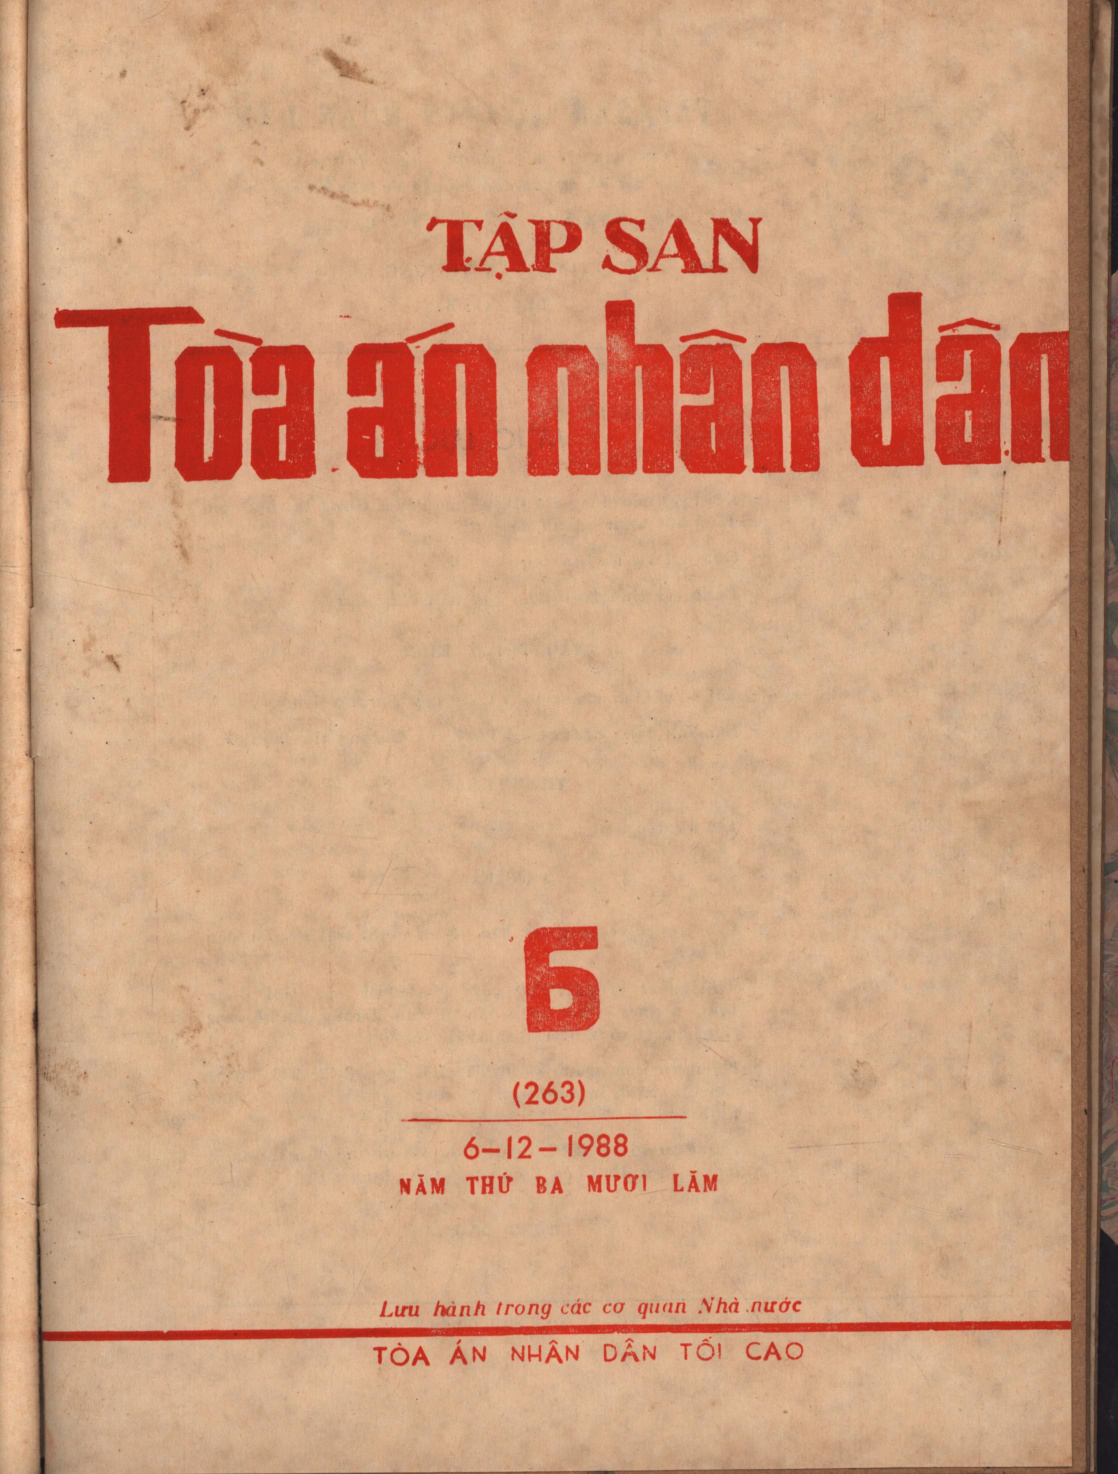 TẬP SAN
Tòa án nhân dân
6
(263)
6-12-1988
NĂM THỨ BA MƯƠI LĂM
Lưu hành trong các cơ quan Nhà nước
TÒA ÁN NHÂN DÂN TỐI CAO